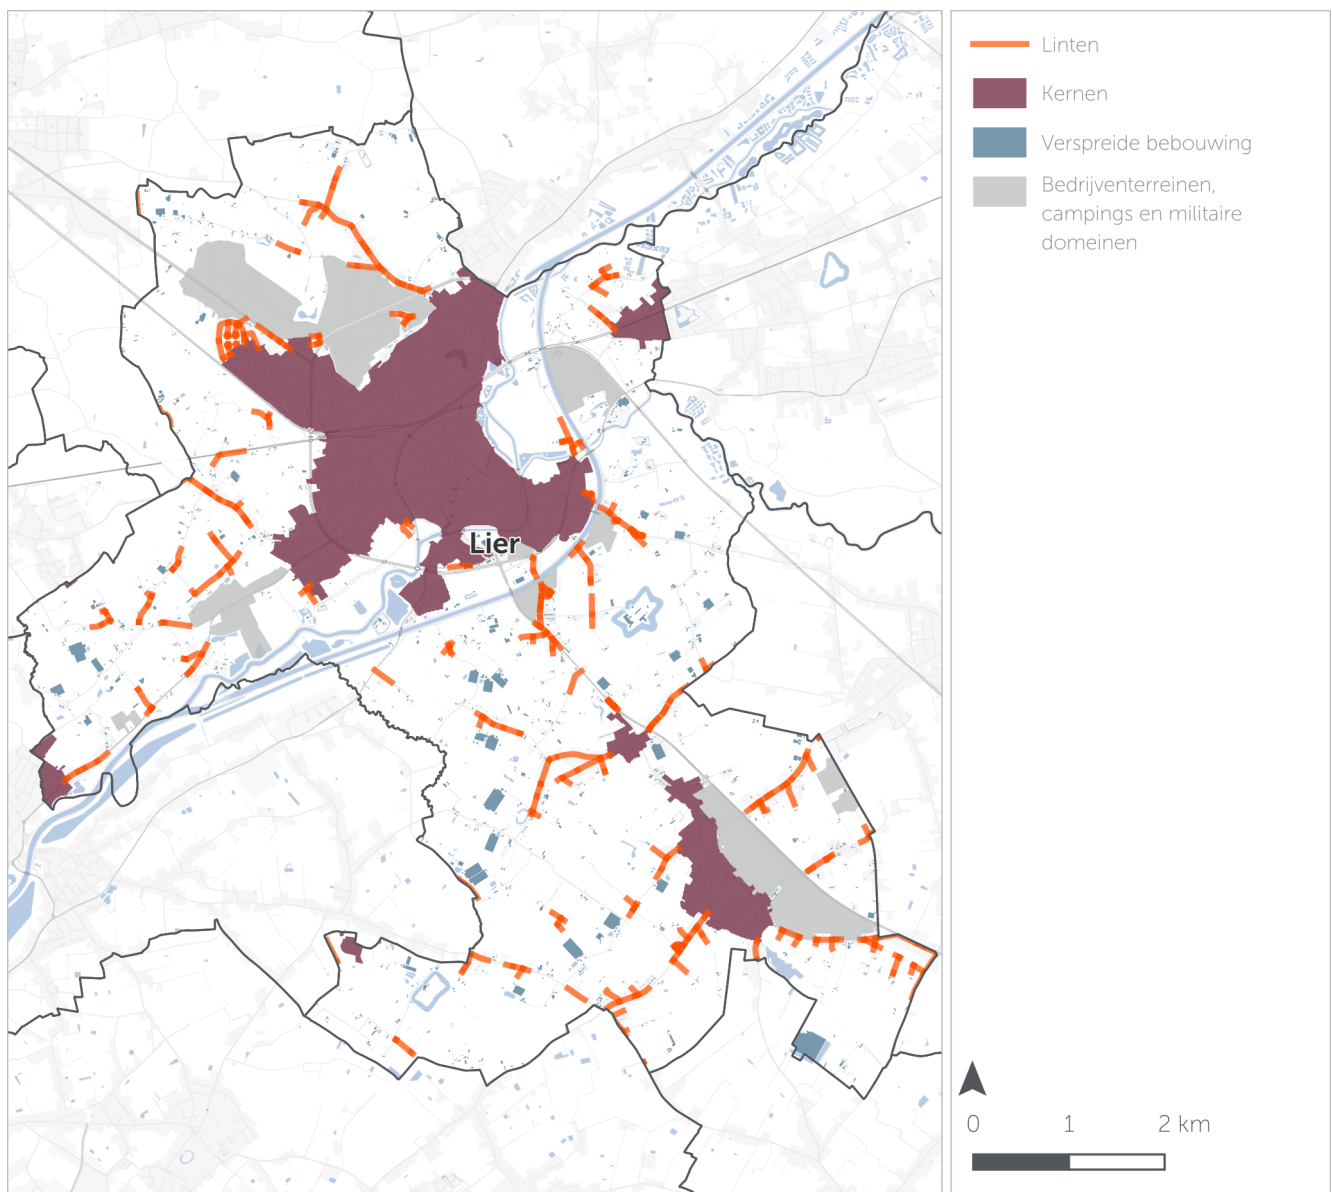 Lier
Linten
Kernen
Verspreide bebouwing
Bedrijventerreinen,
campings en militaire
domeinen
0 1 2 km